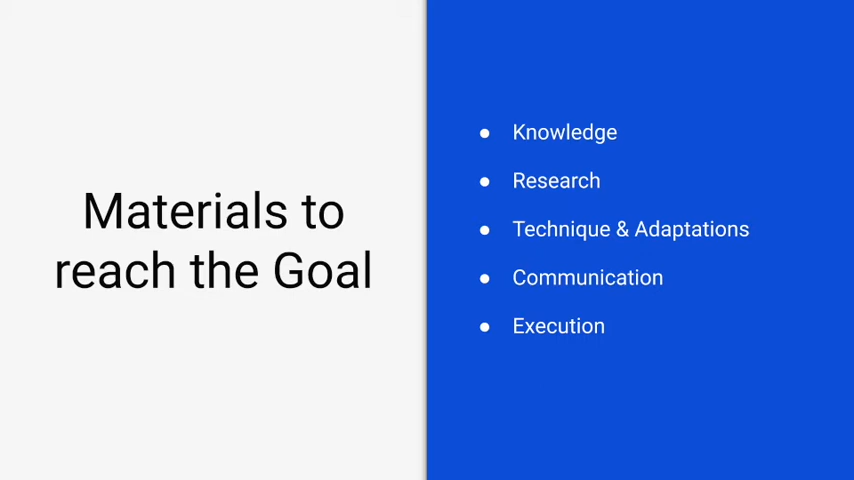 Materials to
reach the Goal
● Knowledge
● Research
● Technique & Adaptations
● Communication
● Execution